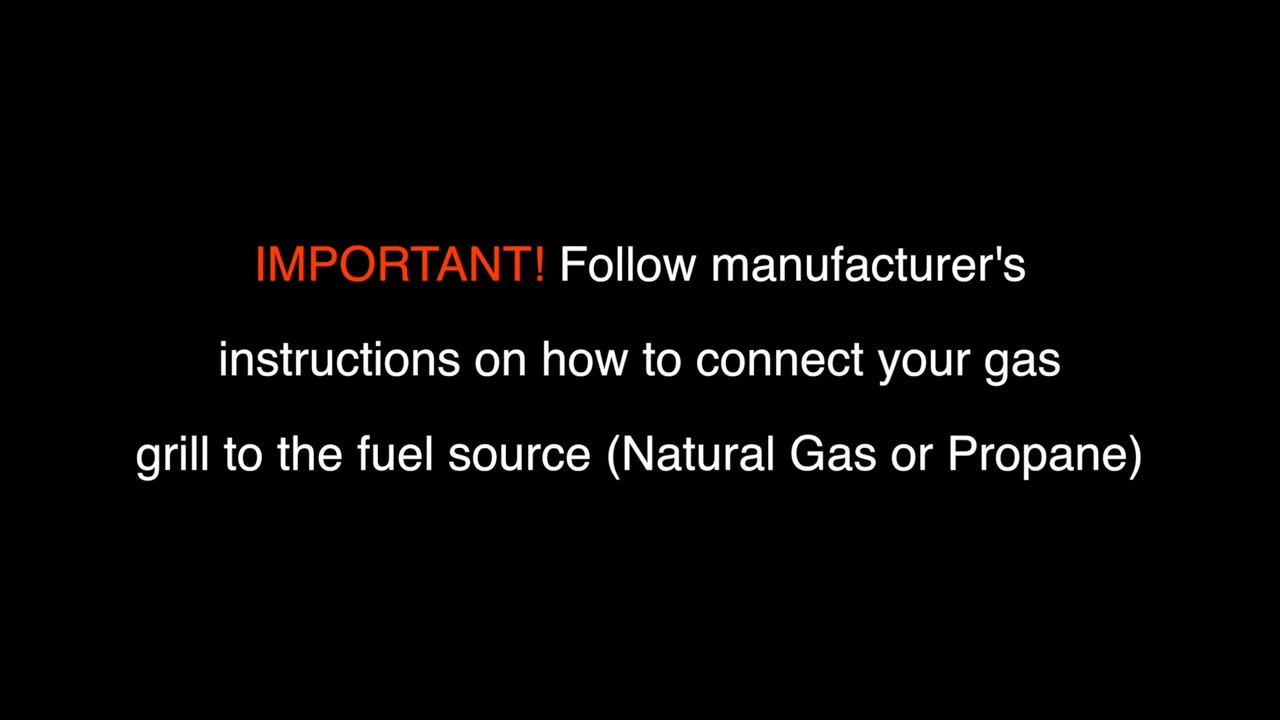 IMPORTANT! Follow manufacturer's
instructions on how to connect your gas
grill to the fuel source (Natural Gas or Propane)